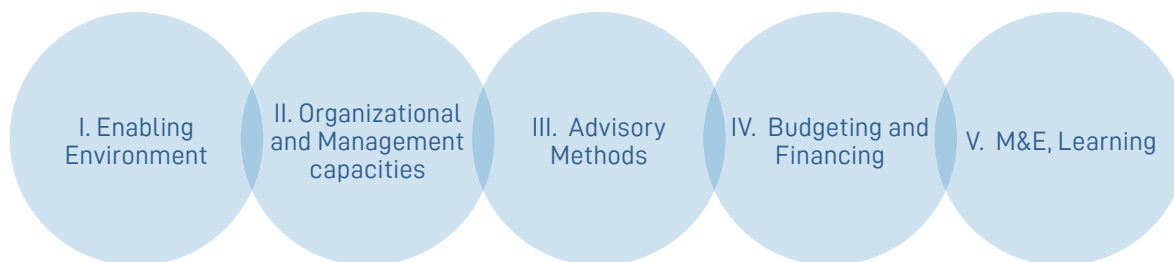 I. Enabling
Environment
II. Organizational
and Management
capacities
III. Advisory
Methods
IV. Budgeting and
Financing
V. M&E, Learning